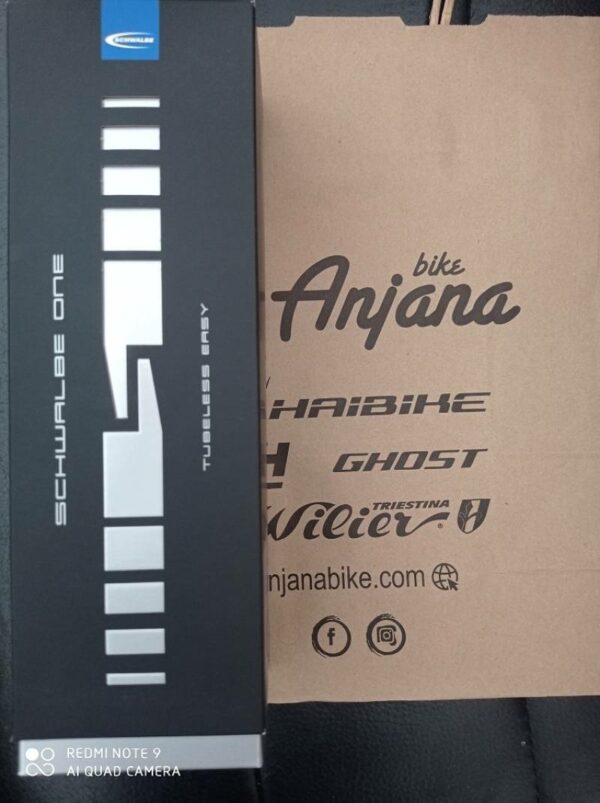 SCHWALBE
SCHWALBE ONE
TUBELESS EASY
bike
Anjana
HAIBIKE
GHOST
Wilier
TRIESTINA
njanabike.com
REDMI NOTE 9
AI QUAD CAMERA